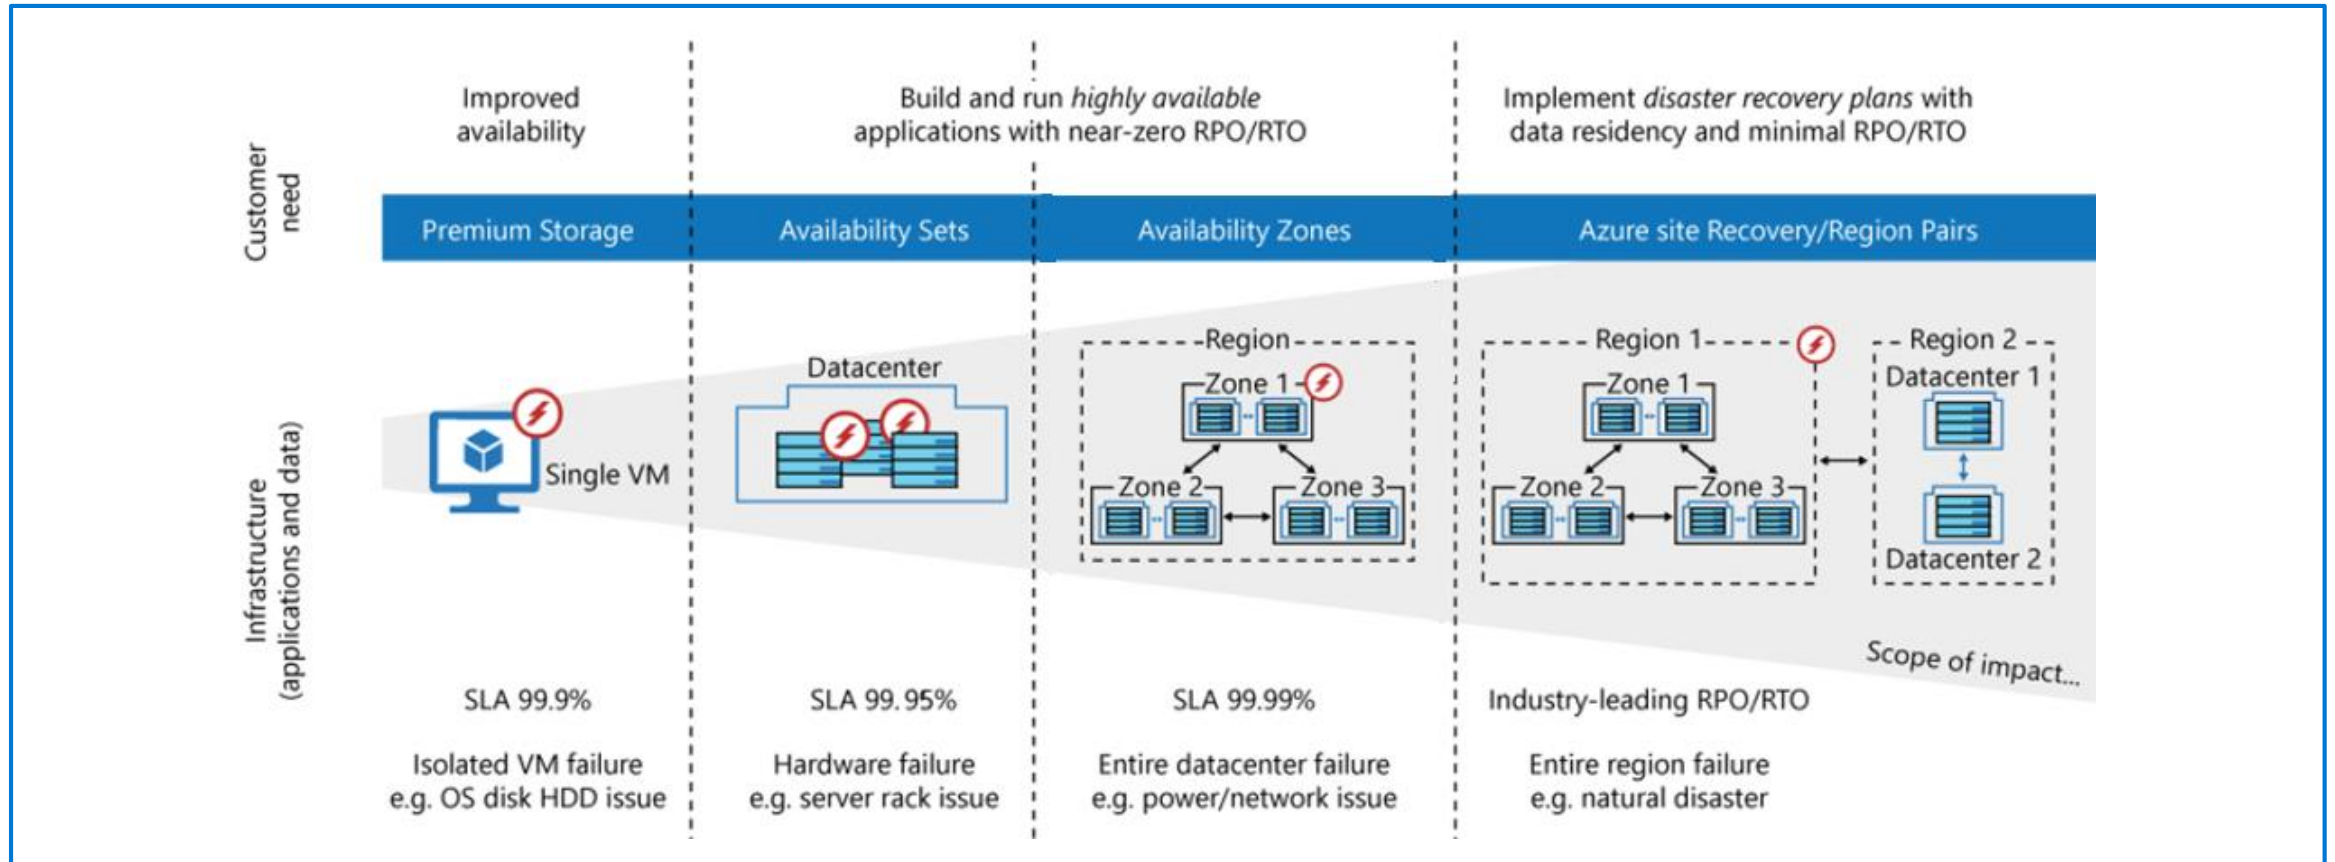 Customer
need
Improved
availability
Build and run highly available
applications with near-zero RPO/RTO
Implement disaster recovery plans with
data residency and minimal RPO/RTO
Premium Storage
Availability Sets
Availability Zones
Azure site Recovery/Region Pairs
Infrastructure
(applications and data)
Single VM
Datacenter
Region
Zone 1
Zone 2
Zone 3
Region 1
Zone 1
Zone 2
Zone 3
Region 2
Datacenter 1
Datacenter 2
Scope of impact...
SLA 99.9%
SLA 99.95%
SLA 99.99%
Industry-leading RPO/RTO
Isolated VM failure
e.g. OS disk HDD issue
Hardware failure
e.g. server rack issue
Entire datacenter failure
e.g. power/network issue
Entire region failure
e.g. natural disaster